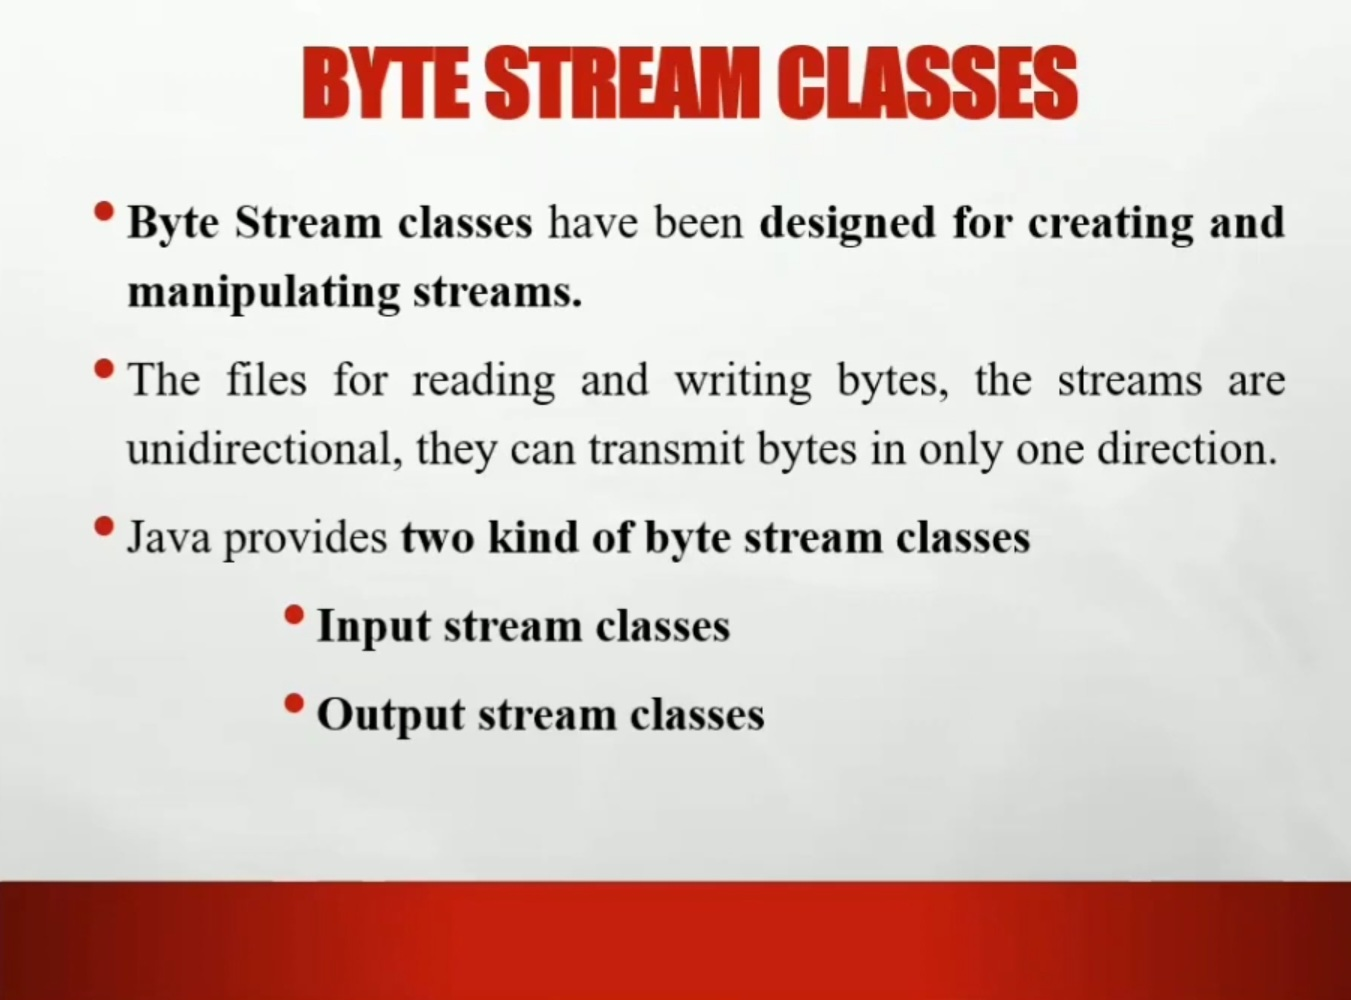 BYTE STREAM CLASSES
• Byte Stream classes have been designed for creating and
manipulating streams.
• The files for reading and writing bytes, the streams are
unidirectional, they can transmit bytes in only one direction.
• Java provides two kind of byte stream classes
• Input stream classes
• Output stream classes